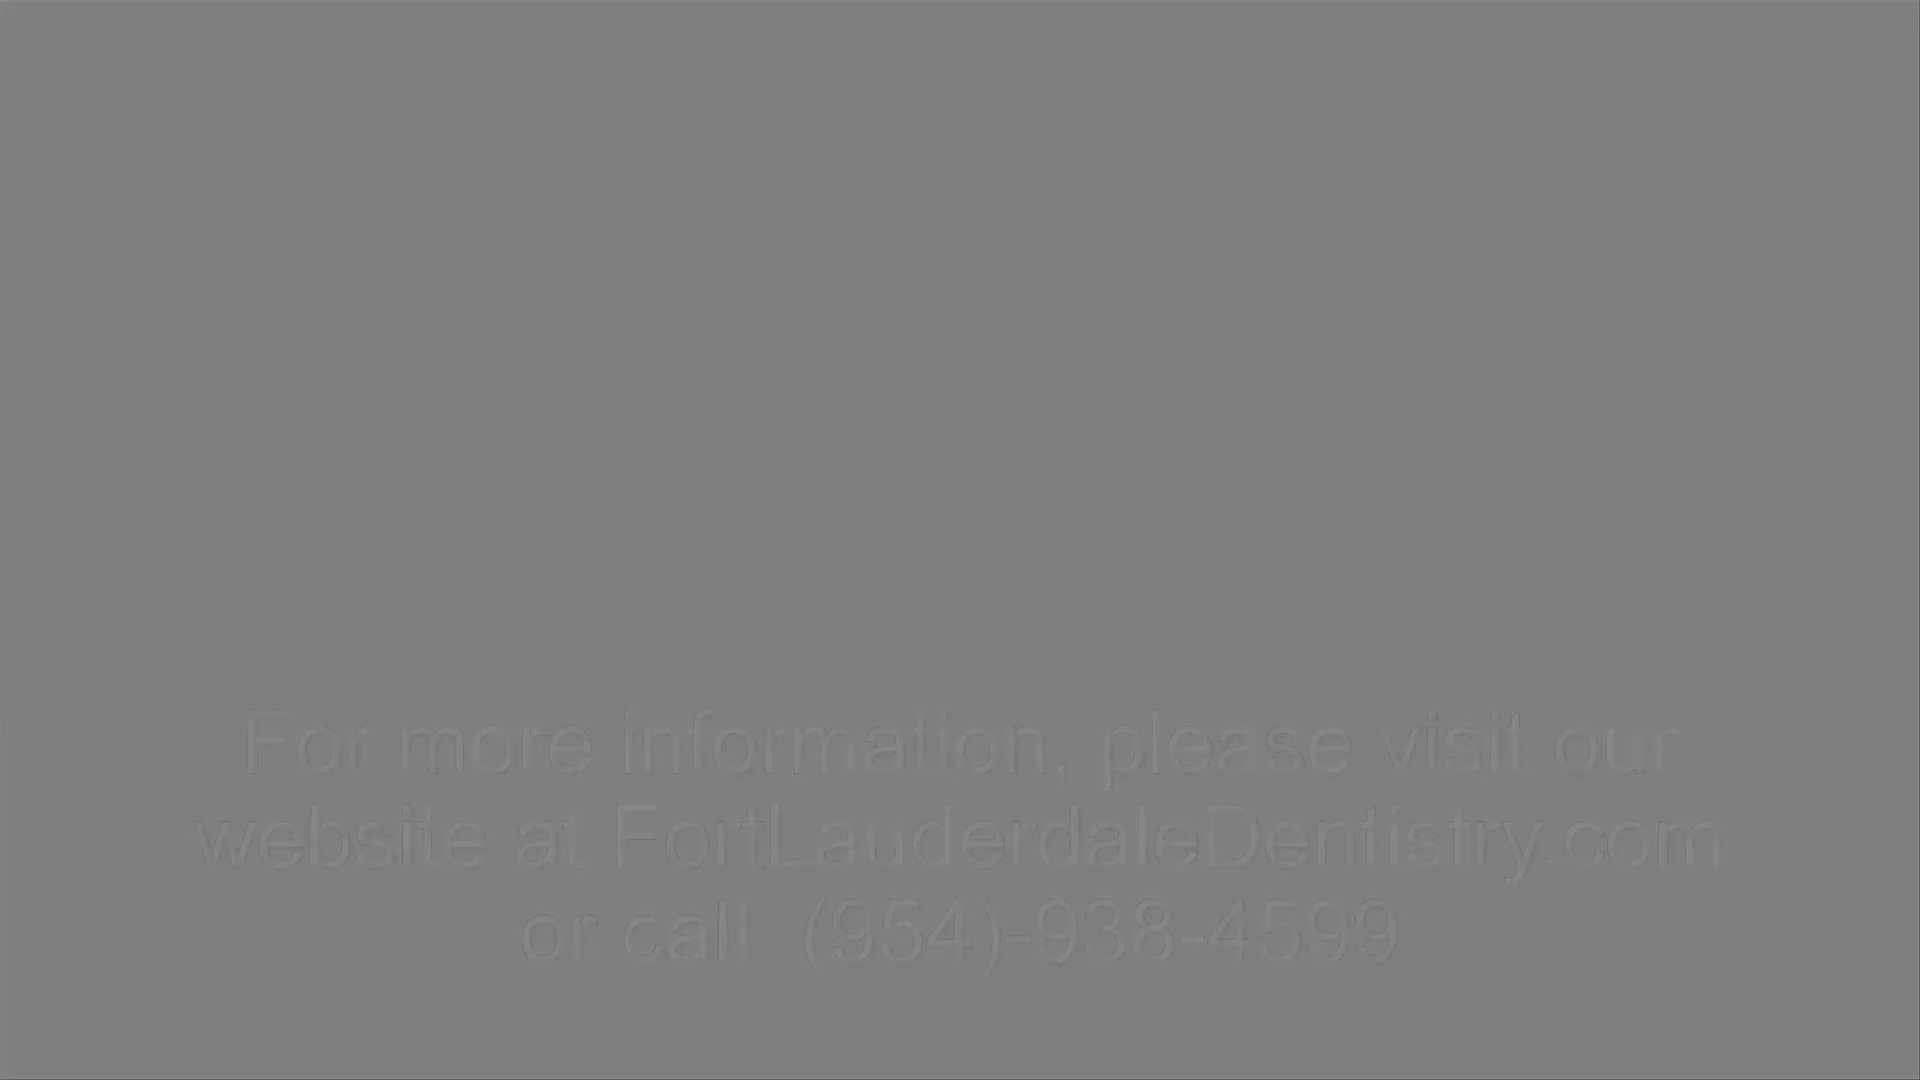 For more information, please visit our
website at FortLauderdaleDentistry.com
or call  (954)-938-4599